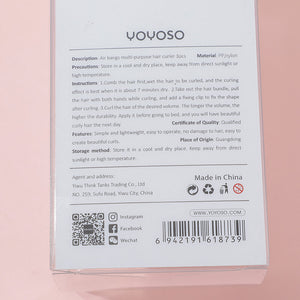 YOYOSO
Description: Air bangs multi-purpose hair curler 3pcs Material: PP,nylon
Precautions: Store in a cool and dry place, keep away from direct sunlight or
high temperature.
Instructions: 1.Comb the hair first,wet the hair to be curled, and the curling
effect is best when it is about 7 minutes dry. 2.Take out the hair bundle, put
the hair with both hands while curling, and add a fixing clip to fix the shape
after curling.3.Curl the hair of the desired volume. The longer the volume, the
higher the durability. Apply it before going to bed, and you will have beautiful
curly hair the next day. Certificate of Quality: Qualified
Features: Simple and lightweight, easy to operate, no damage to hair, easy to
create beautiful curls. Place of Origin: Guangdong
Storage method: Store it in a cool and dry place. Keep away from direct
sunlight or high temperature.
Agent and address: Made in China
Yiwu Think Tanks Trading Co., Ltd
NO. 259, Sufu Road, Yiwu City, China
Instagram
Facebook
Wechat
WWW.YOYOSO.COM
6 942191 618739